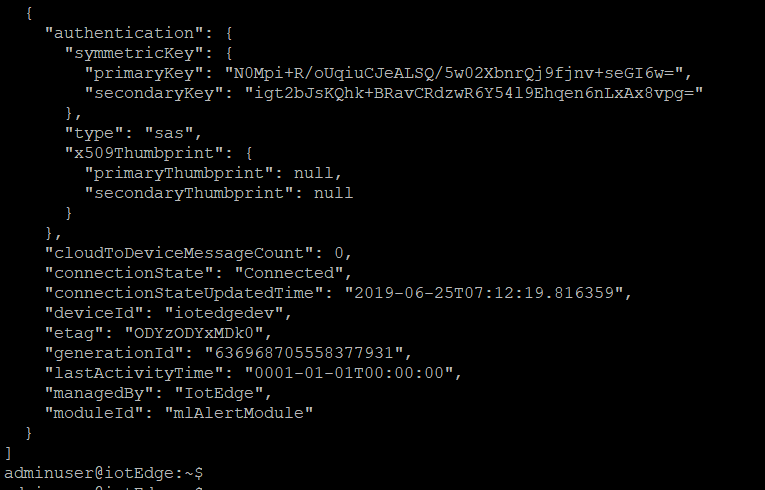 {
"authentication": {
"symmetricKey": {
"primaryKey": "N0Mpi+R/oUqiuCJeALSQ/5w02XbnrQj9fjnv+seGI6w=",
"secondaryKey": "igt2bJsKQhk+BRavCRdzwR6Y54l9Ehqen6nLxAx8vpg="
},
"type": "sas",
"x509Thumbprint": {
"primaryThumbprint": null,
"secondaryThumbprint": null
}
},
"cloudToDeviceMessageCount": 0,
"connectionState": "Connected",
"connectionStateUpdatedTime": "2019-06-25T07:12:19.816359",
"deviceId": "iotedgedev",
"etag": "ODYzODYxMDk0",
"generationId": "636968705558377931",
"lastActivityTime": "0001-01-01T00:00:00",
"managedBy": "IotEdge",
"moduleId": "mlAlertModule"
}
]
adminuser@iotEdge:~$